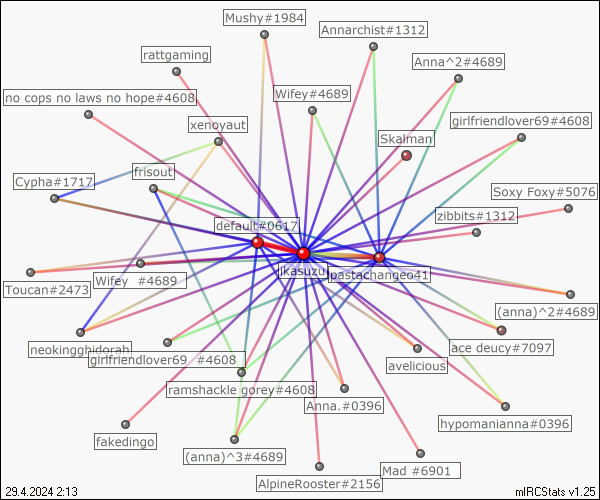 Mushy#1984
Annarchist#1312
rattgaming
Anna^2#4689
no cops no laws no hope#4608
Wifey#4689
xenoyaut
girlfriendlover69#4608
Skalman
frisout
Cypha#1717
Soxy Foxy#5076
default#0617
zibbits#1312
jkasuzu
pastachangeo41
Toucan#2473
Wifey #4689
(anna)^2#4689
neokingghidorah
girlfriendlover69 #4608
ace deucy#7097
avelicious
ramshackle gorey#4608
Anna.#0396
hypomanianna#0396
fakedingo
(anna)^3#4689
AlpineRooster#2156
Mad #6901
29.4.2024 2:13
mIRCStats v1.25